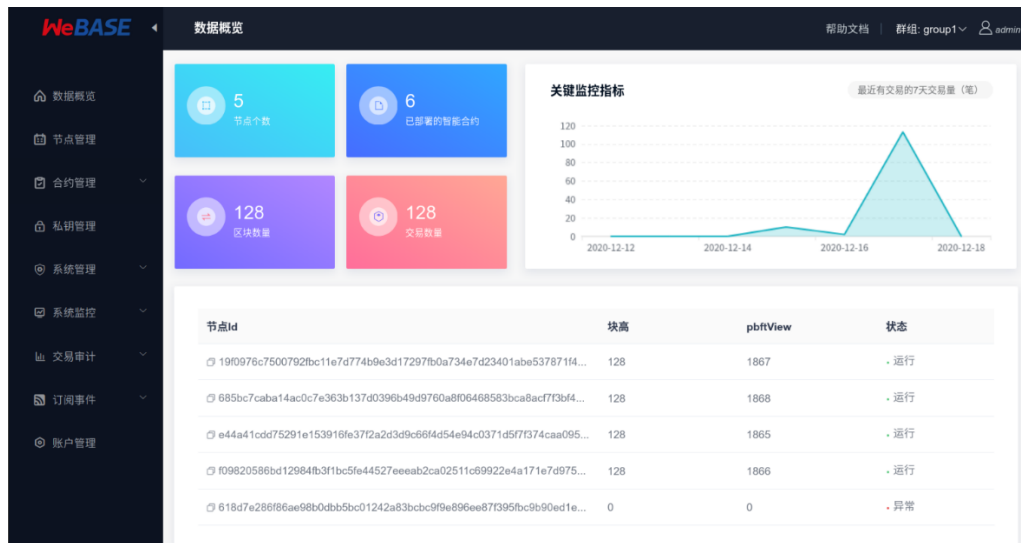 WeBASE
数据概览
帮助文档
群组: group1
admin
数据概览
节点管理
合约管理
私钥管理
系统管理
系统监控
交易审计
订阅事件
账户管理
5
节点个数
6
已部署的智能合约
128
区块数量
128
交易数量
关键监控指标
最近有交易的7天交易量（笔）
120
100
80
60
40
20
0
2020-12-12
2020-12-14
2020-12-16
2020-12-18
节点Id 块高 pbftView 状态
19f0976c7500792fbc11e7d774b9e3d17297fb0a734e7d23401abe537871f4... 128 1867 运行
685bc7caba14ac0c7e363b137d0396b49d9760a8f06468583bca8acf7f3bf4... 128 1868 运行
e44a41cdd75291e153916fe37f2a2d3d9c66f4d54e94c0371d5f7f374caa095... 128 1865 运行
f09820586bd12984fb3f1bc5fe44527eeeab2ca02511c69922e4a171e7d975... 128 1866 运行
618d7e286f86ae98b0dbb5bc01242a83bcbc9f9e896ee87f395fbc9b90ed1e... 0 0 异常